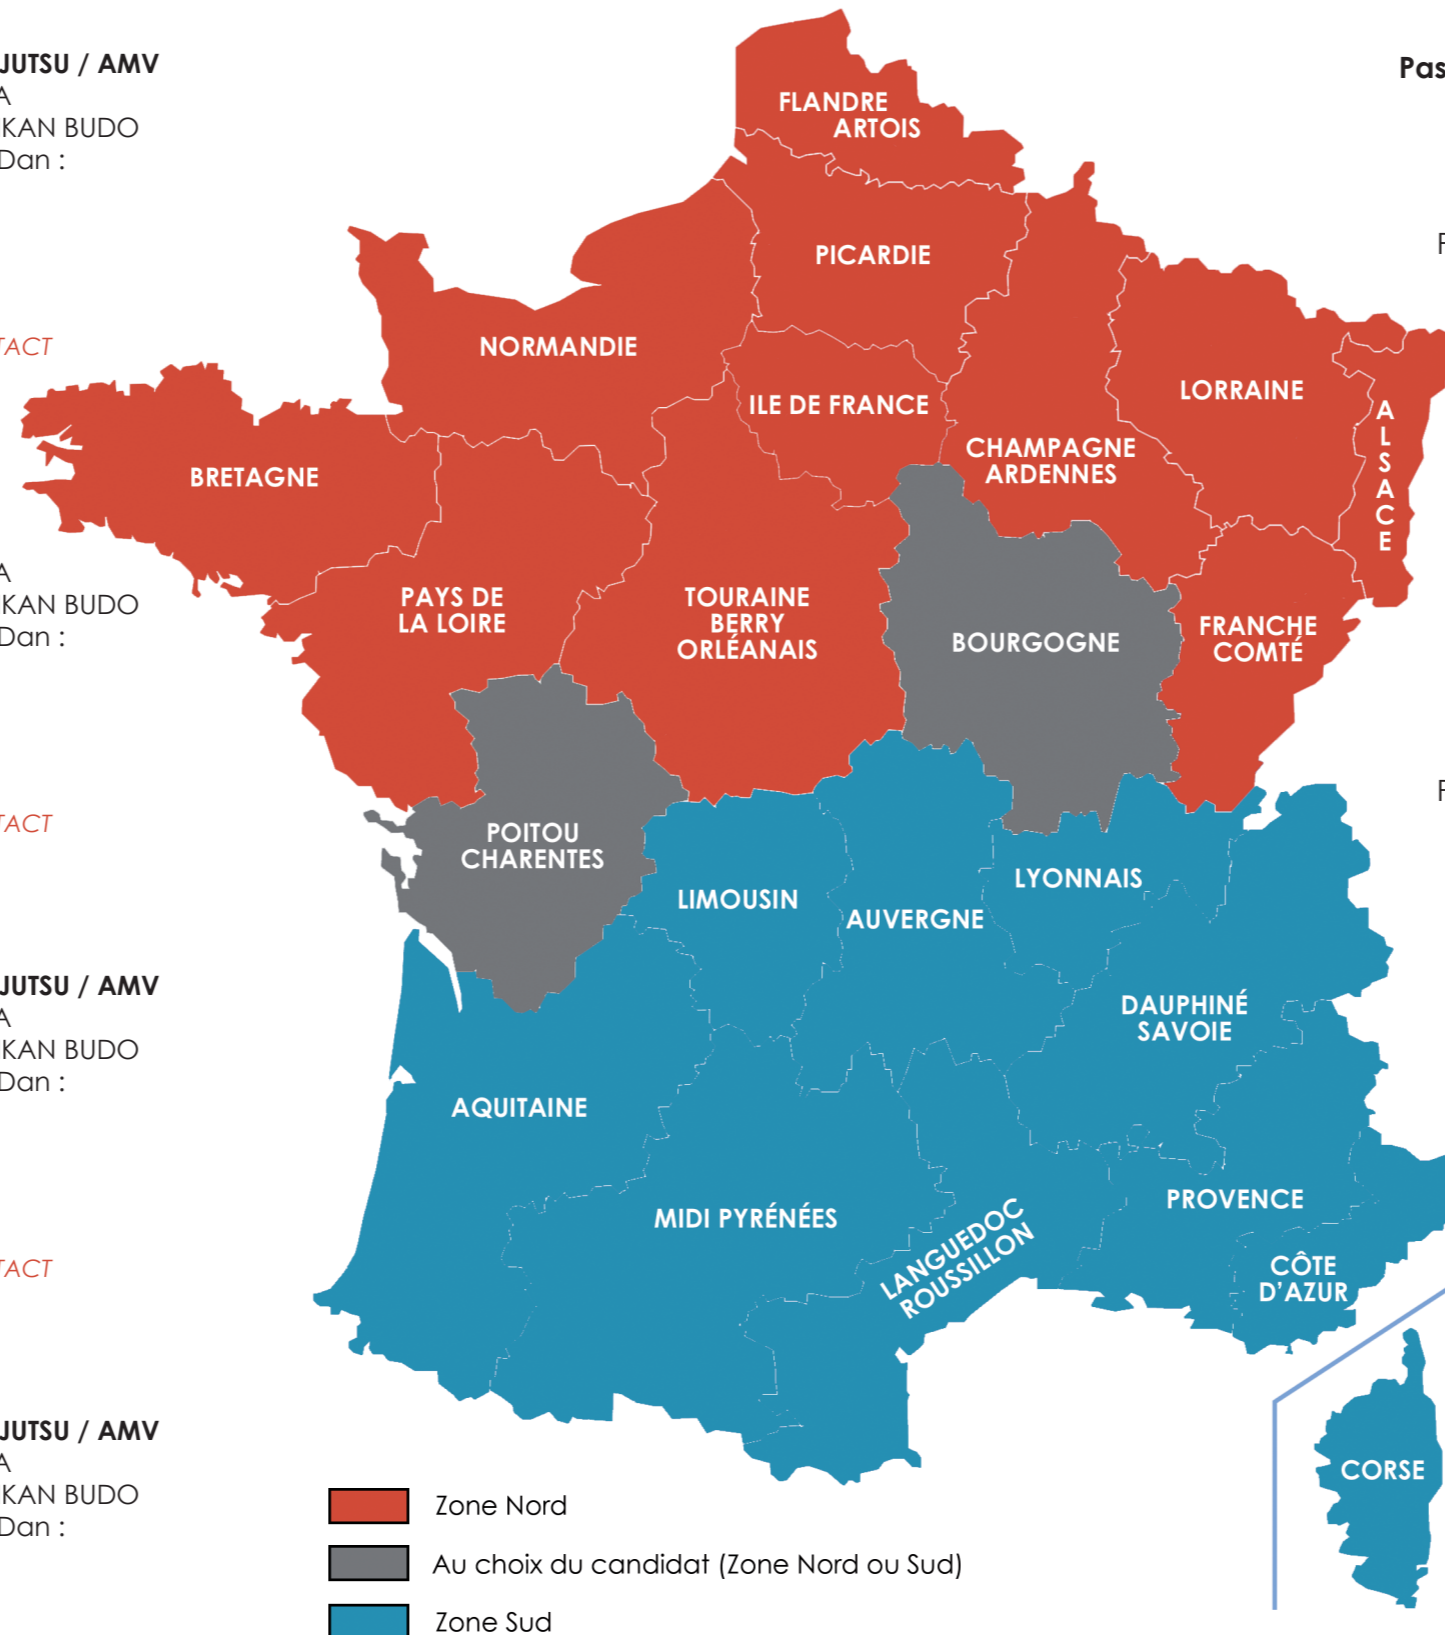 JUTSU / AMV
A
KAN BUDO
Dan :
TACT
A
KAN BUDO
Dan :
TACT
JUTSU / AMV
A
KAN BUDO
Dan :
TACT
JUTSU / AMV
A
KAN BUDO
Dan :
FLANDRE
ARTOIS
PICARDIE
NORMANDIE
ILE DE FRANCE
LORRAINE
ALSACE
CHAMPAGNE
ARDENNES
BRETAGNE
PAYS DE
LA LOIRE
TOURAINE
BERRY
ORLÉANAIS
BOURGOGNE
FRANCHE
COMTÉ
POITOU
CHARENTES
LIMOUSIN
AUVERGNE
LYONNAIS
DAUPHINÉ
SAVOIE
AQUITAINE
MIDI PYRÉNÉES
LANGUEDOC
ROUSSILLON
PROVENCE
CÔTE
D'AZUR
CORSE
Zone Nord
Au choix du candidat (Zone Nord ou Sud)
Zone Sud
Pas
F
F